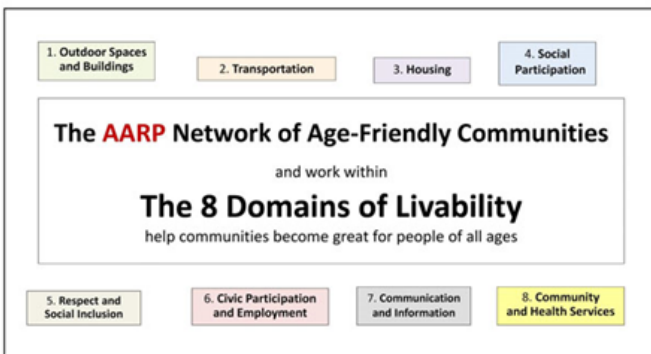 1. Outdoor Spaces
and Buildings
2. Transportation
3. Housing
4. Social
Participation
The AARP Network of Age-Friendly Communities
and work within
The 8 Domains of Livability
help communities become great for people of all ages
5. Respect and
Social Inclusion
6. Civic Participation
and Employment
7. Communication
and Information
8. Community
and Health Services